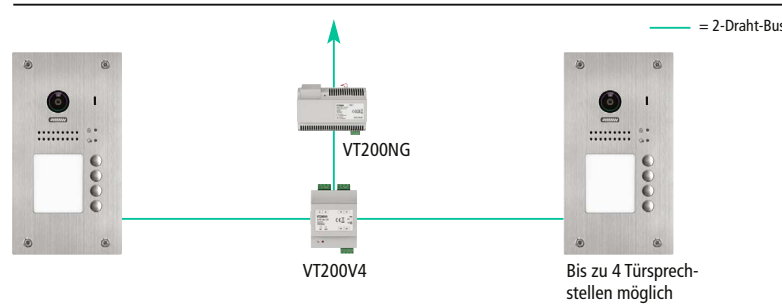 = 2-Draht-Bus
VT200NG
VT200V4
Bis zu 4 Türsprech-
stellen möglich